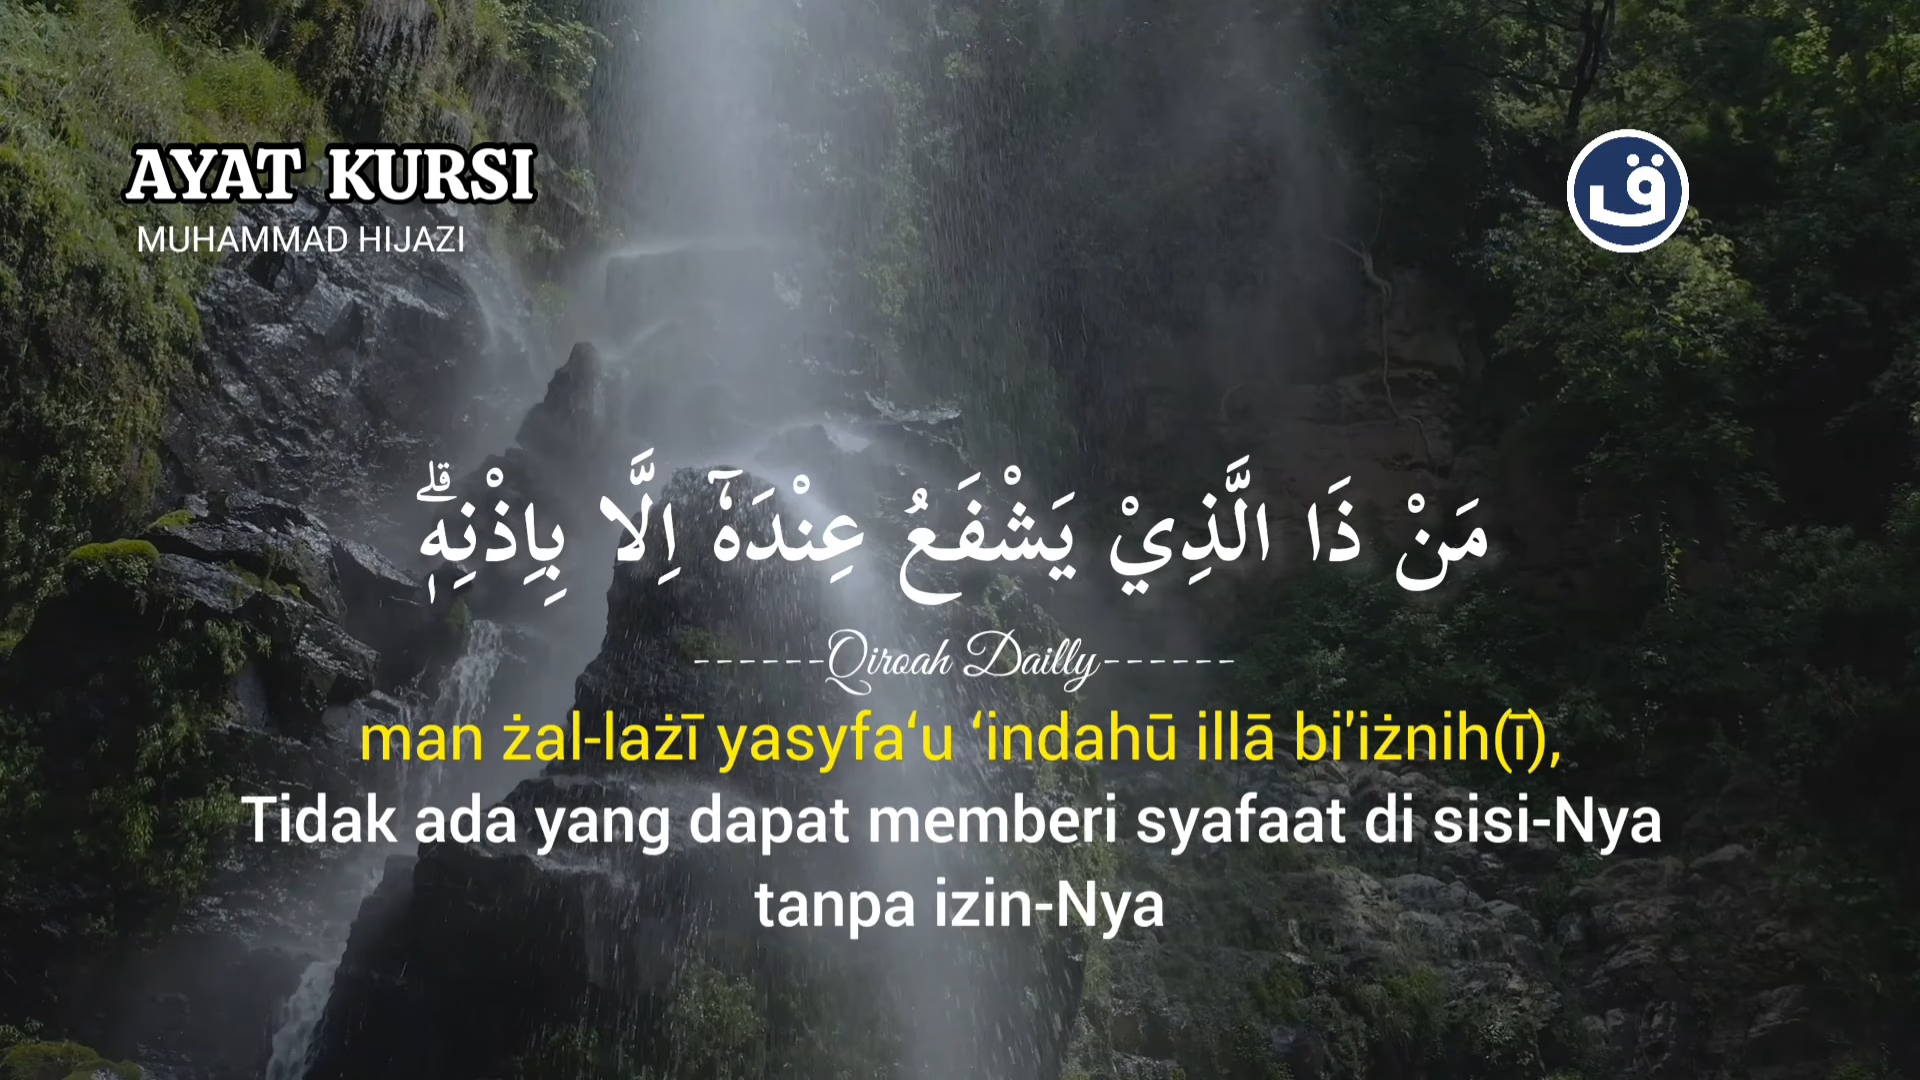 AYAT KURSI
MUHAMMAD HIJAZI
ق
مَنْ ذَا الَّذِيْ يَشْفَعُ عِنْدَهٗٓ اِلَّا بِاِذْنِهٖۗ
------Qiroah Dailly------
man żal-lażī yasyfa‘u ‘indahū illā bi'iżnih(ī),
Tidak ada yang dapat memberi syafaat di sisi-Nya
tanpa izin-Nya